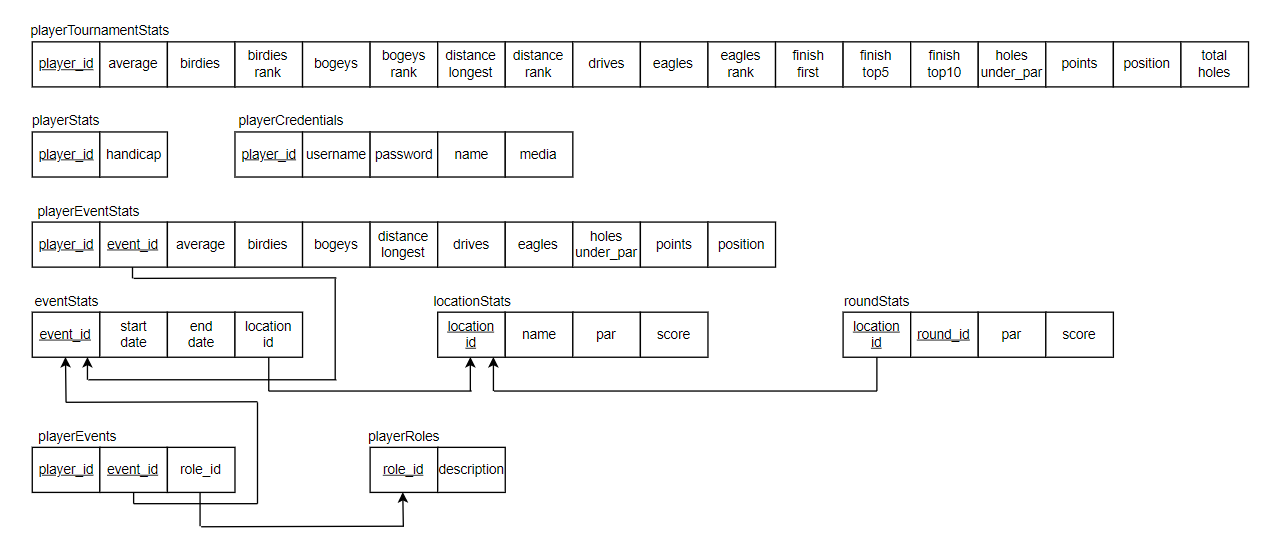 playerTournamentStats
player_id average birdies birdies rank bogeys bogeys rank distance longest distance rank drives eagles eagles rank finish first finish top5 finish top10 holes under_par points position total holes
playerStats
player_id handicap
playerCredentials
player_id username password name media
playerEventStats
player_id event_id average birdies bogeys distance longest drives eagles holes under_par points position
eventStats
event_id start date end date location id
locationStats
location id name par score
roundStats
location id round_id par score
playerEvents
player_id event_id role_id
playerRoles
role_id description